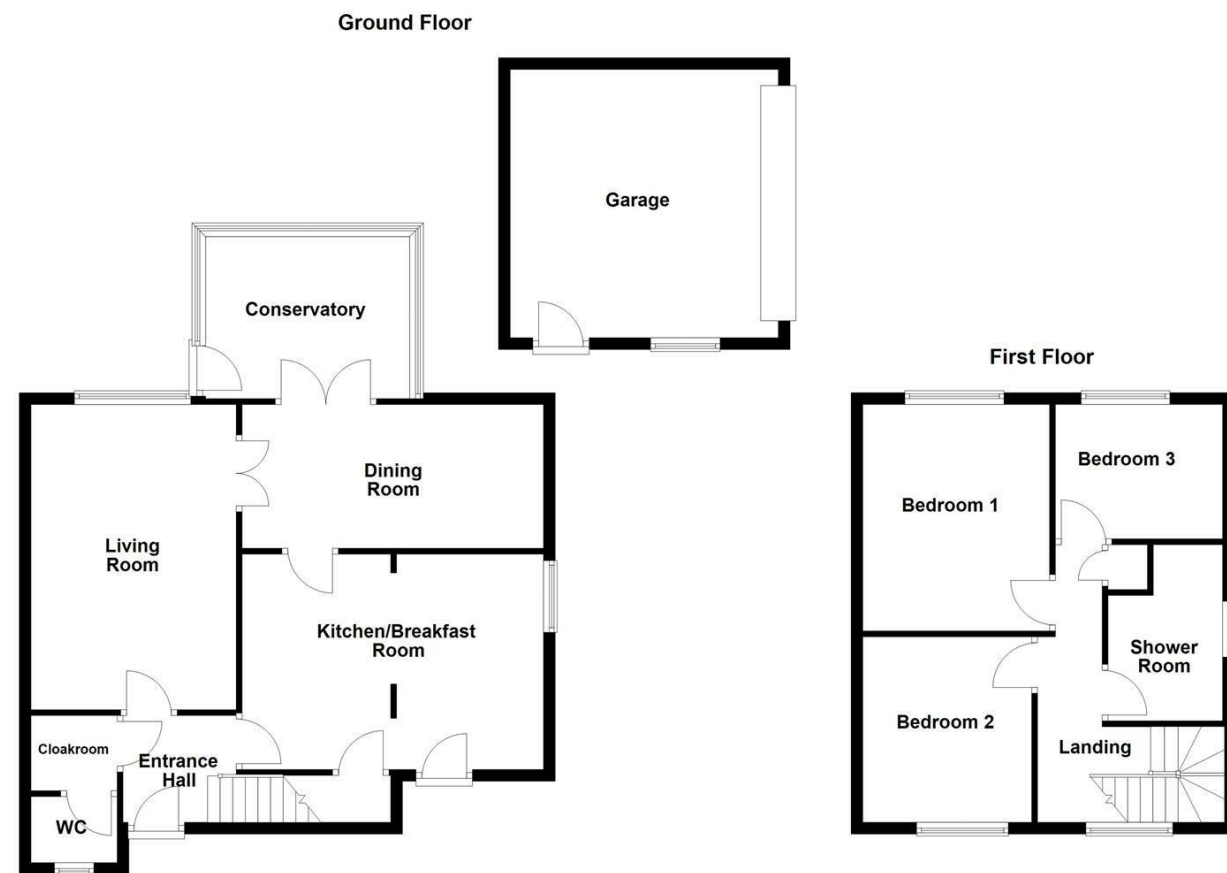 Ground Floor
Garage
Conservatory
Dining
Room
Living
Room
Kitchen/Breakfast
Room
Cloakroom
Entrance
Hall
WC
First Floor
Bedroom 1
Bedroom 3
Shower
Room
Bedroom 2
Landing